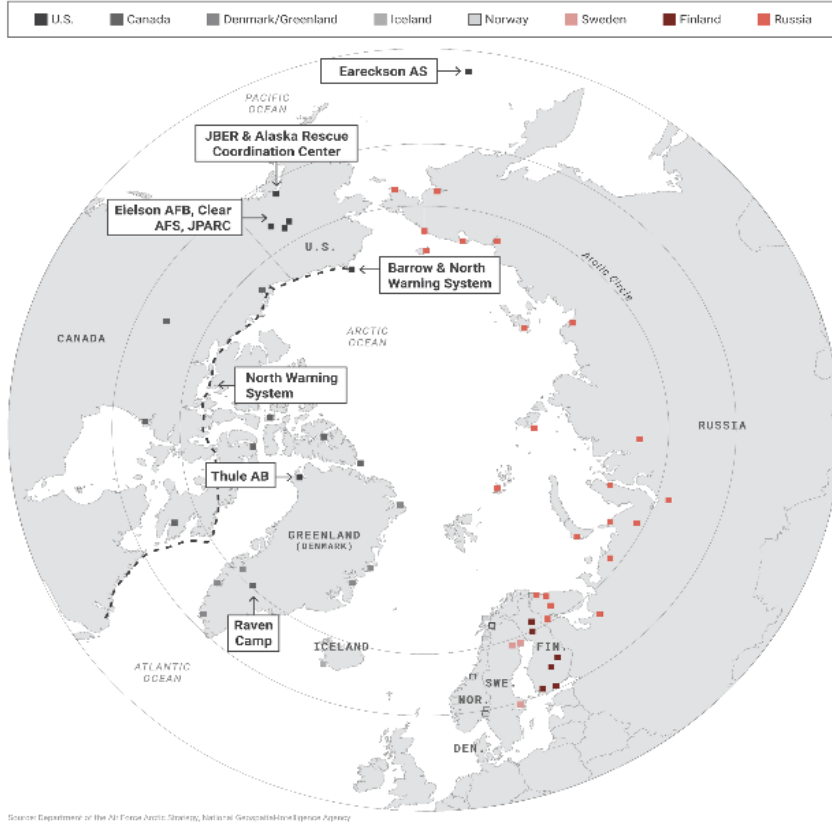 U.S. Canada Denmark/Greenland Iceland Norway Sweden Finland Russia
Eareckson AS
PACIFIC
OCEAN
JBER & Alaska Rescue
Coordination Center
Eielson AFB, Clear
AFS, JPARC
U.S.
Barrow & North
Warning System
Arctic Circle
ARCTIC
OCEAN
CANADA
North Warning
System
RUSSIA
Thule AB
GREENLAND
(DENMARK)
Raven
Camp
ICELAND
FIN.
ATLANTIC
OCEAN
SWE.
NOR.
DEN.
Source: Department of the Air Force Arctic Strategy, National Geospatial-Intelligence Agency